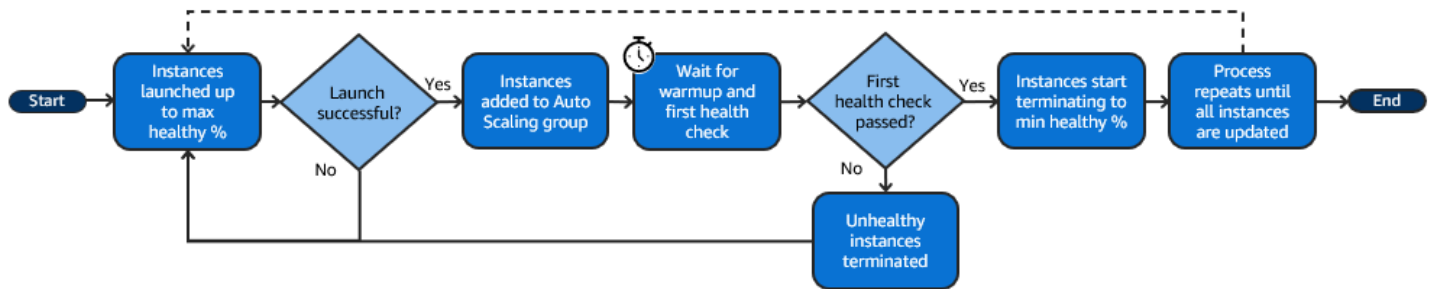 Start
Instances
launched up
to max
healthy %
Launch
successful?
Yes
No
Instances
added to Auto
Scaling group
Wait for
warmup and
first health
check
First
health check
passed?
Yes
No
Unhealthy
instances
terminated
Instances start
terminating to
min healthy %
Process
repeats until
all instances
are updated
End